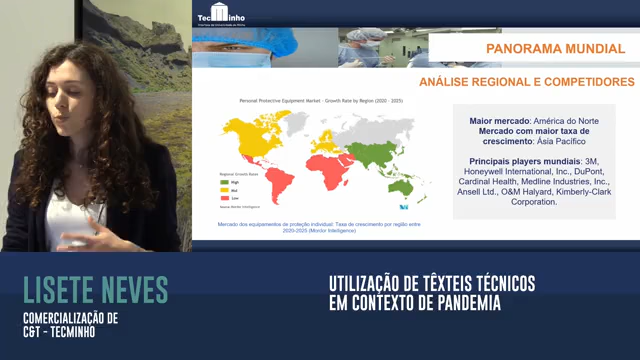 TecMinho
PANORAMA MUNDIAL
ANÁLISE REGIONAL E COMPETIDORES
Personal Protective Equipment Market - Growth Rate by Region (2020 - 2025)
Regional Growth Rates
High
Mid
Low
Source: Mordor Intelligence
Mercado dos equipamentos de proteção individual: Taxa de crescimento por região entre
2020-2025 (Mordor Intelligence)
Maior mercado: América do Norte
Mercado com maior taxa de
crescimento: Ásia Pacífico
Principais players mundiais: 3M,
Honeywell International, Inc., DuPont,
Cardinal Health, Medline Industries, Inc.,
Ansell Ltd., O&M Halyard, Kimberly-Clark
Corporation.
LISETE NEVES
COMERCIALIZAÇÃO DE
C&T - TECMINHO
UTILIZAÇÃO DE TÊXTEIS TÉCNICOS
EM CONTEXTO DE PANDEMIA